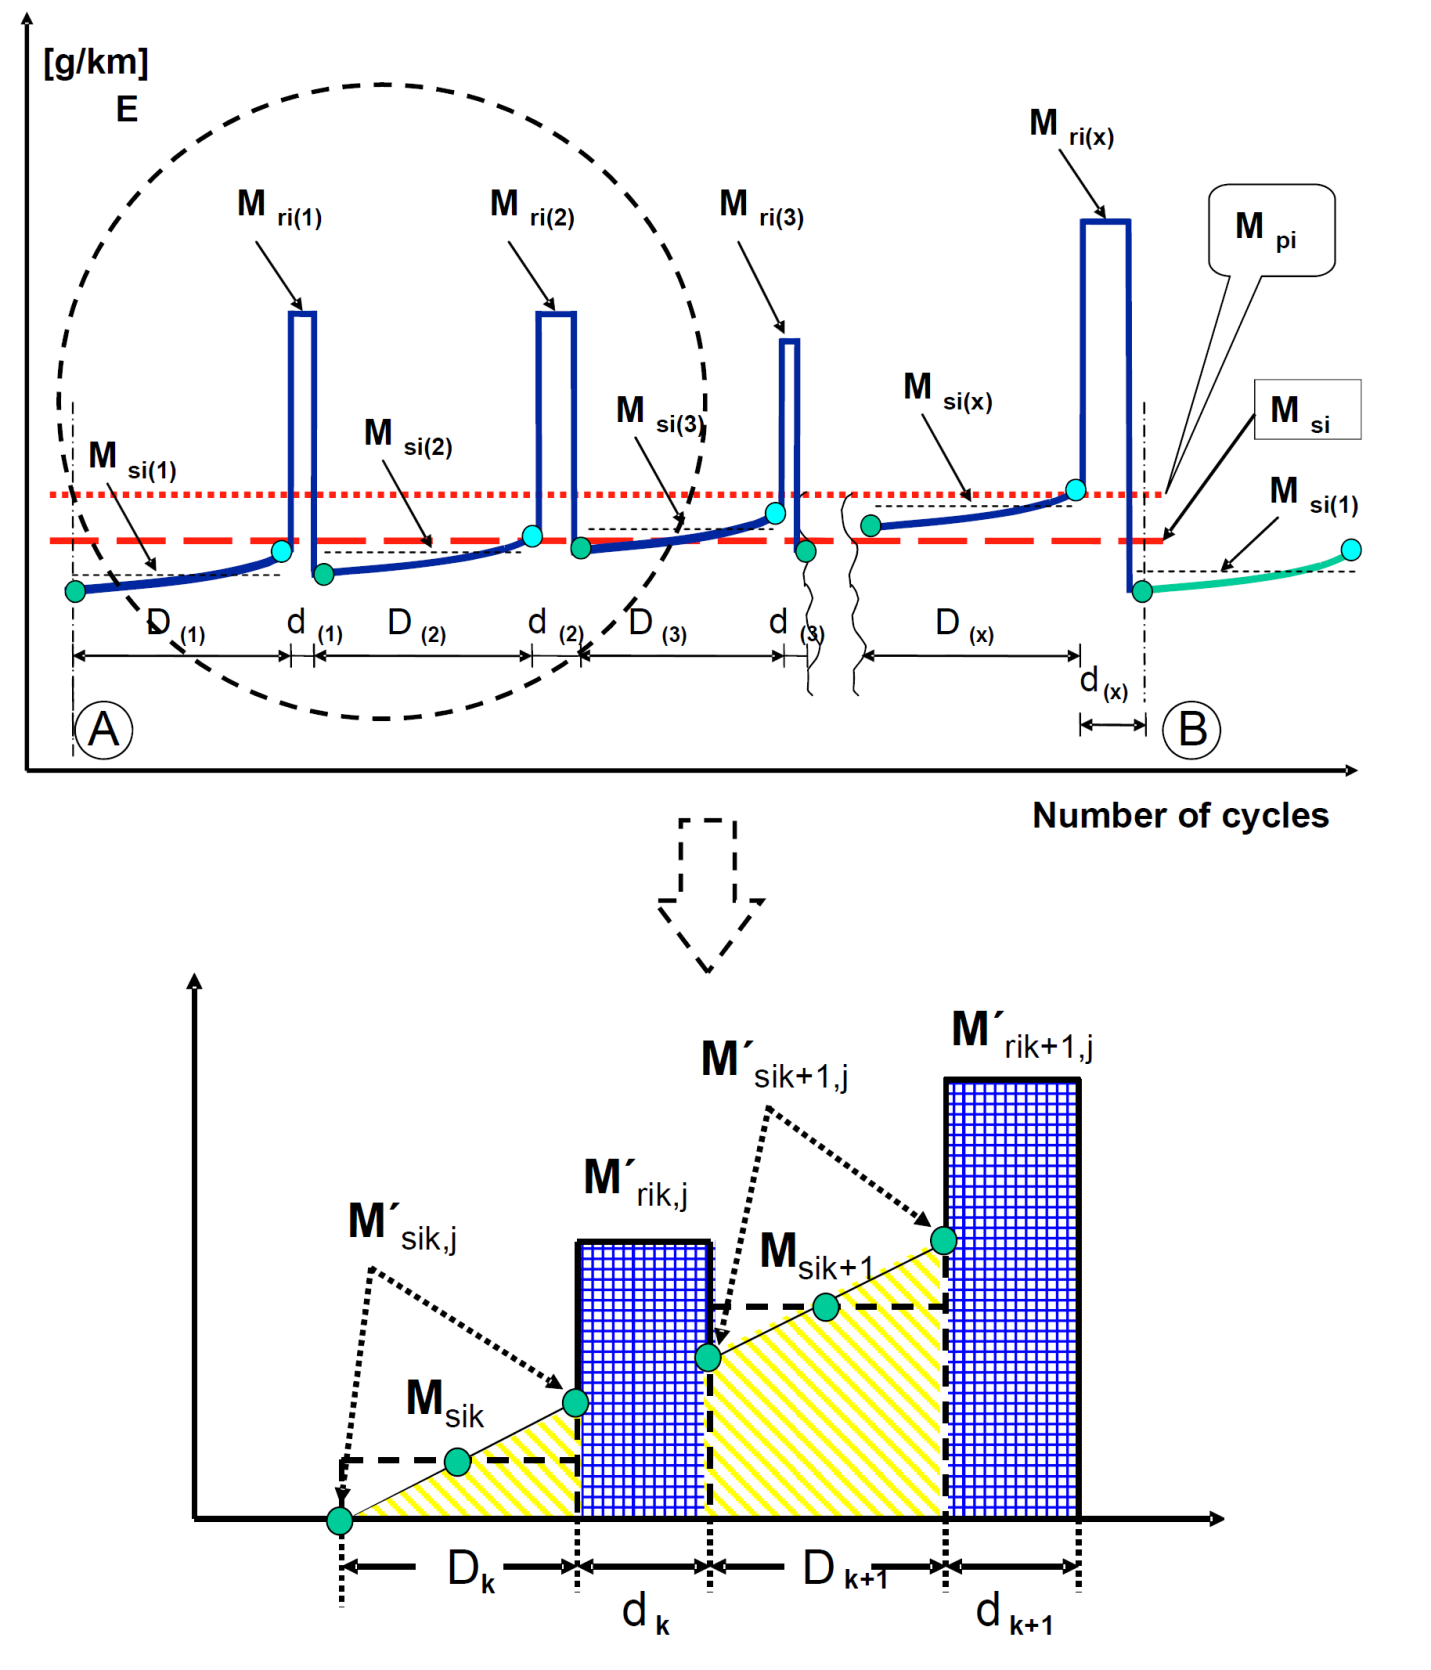 [g/km]
E
M ri(x)
M ri(1)
M ri(2)
M ri(3)
M pi
M si(x)
M si
M si(3)
M si(2)
M si(1)
M si(1)
D (1)
d (1)
D (2)
d (2)
D (3)
d (3)
D (x)
d (x)
A
B
Number of cycles
M´rik+1,j
M´sik+1,j
M´rik,j
M´sik,j
Msik+1
Msik
Dk
D k+1
d k
d k+1